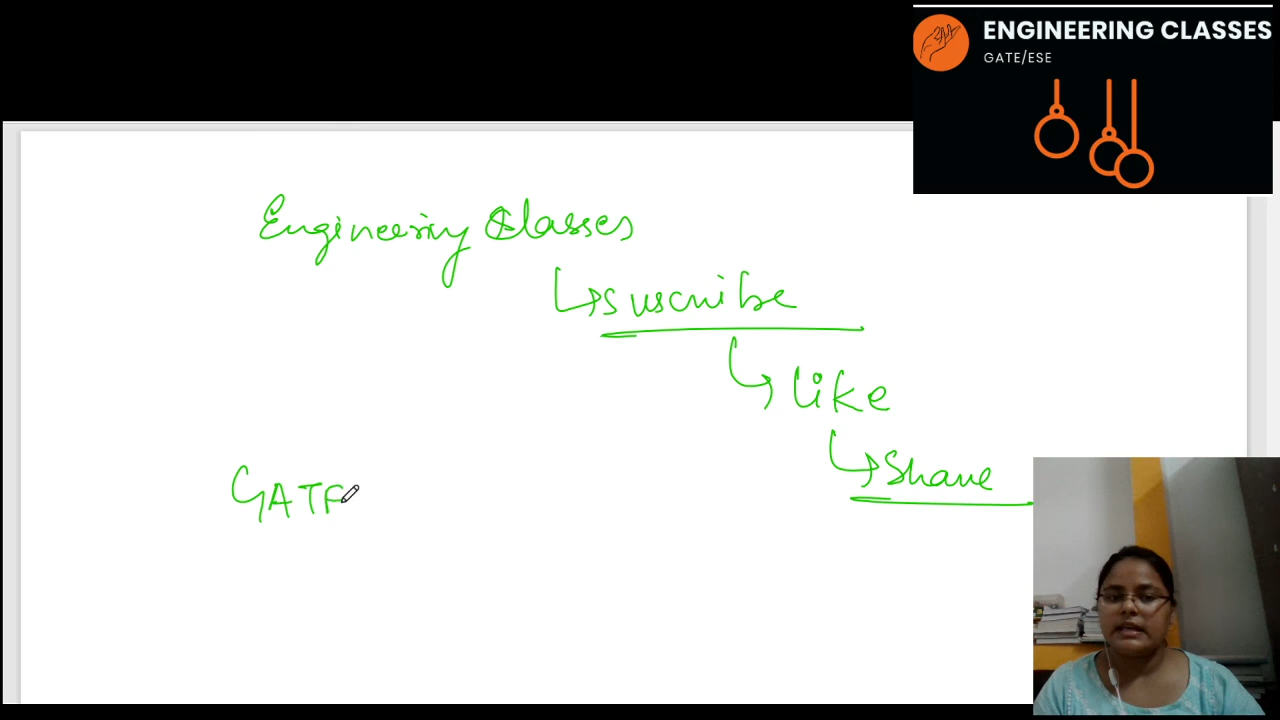 ENGINEERING CLASSES
GATE/ESE
Engineering Classes
suscribe
like
Share
GATE